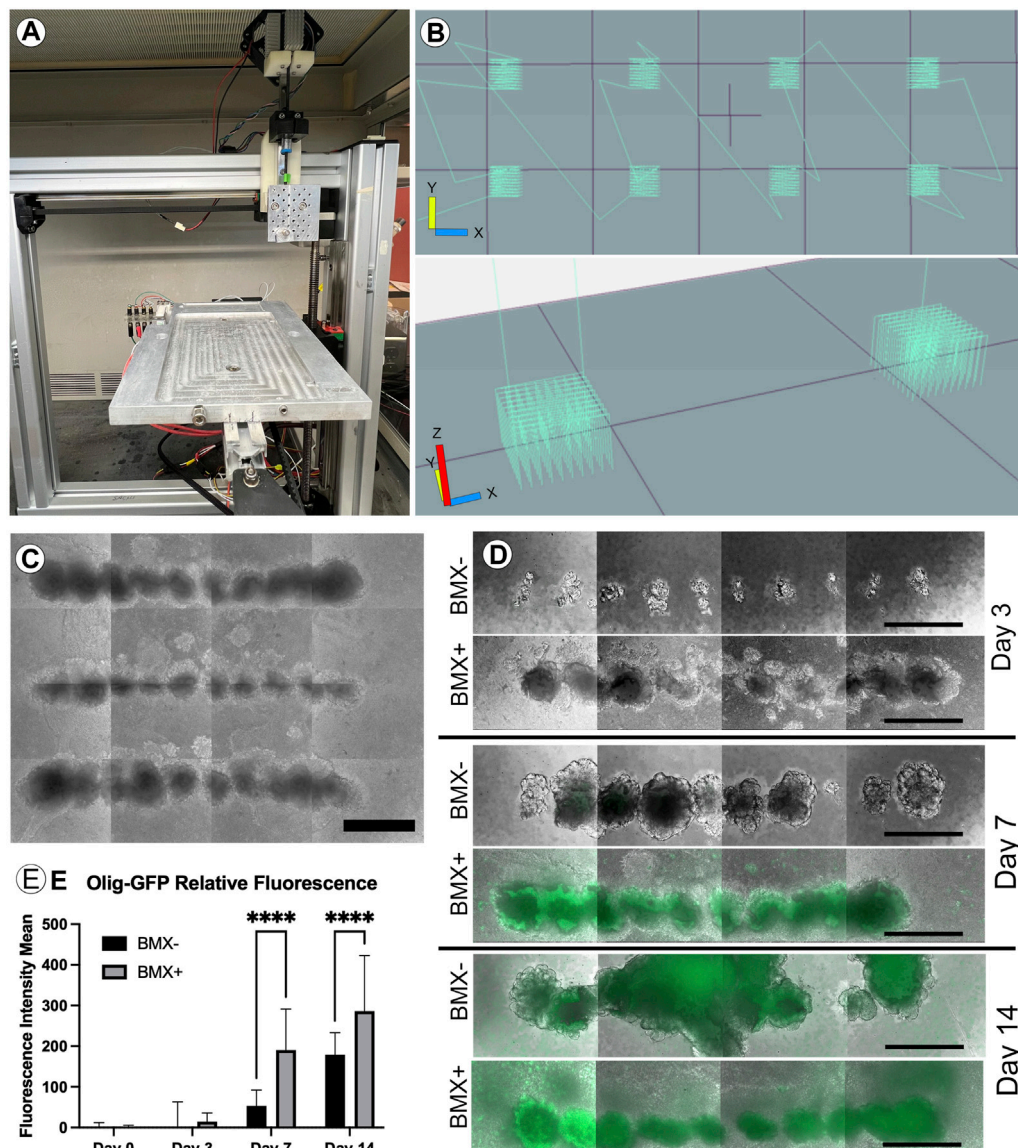 A
B
Y
X
Z
Y
X
C
D
BMX-
BMX+
Day 3
BMX-
BMX+
Day 7
BMX-
BMX+
Day 14
E E Olig-GFP Relative Fluorescence
Fluorescence Intensity Mean
500
400
300
200
100
0
BMX-
BMX+
**** ****
Day 0 Day 3 Day 7 Day 14